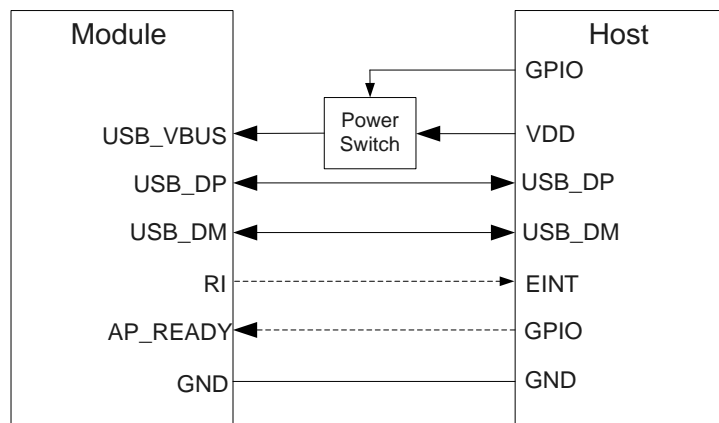 Module
Host
GPIO
Power
Switch
USB_VBUS
VDD
USB_DP
USB_DP
USB_DM
USB_DM
RI
EINT
AP_READY
GPIO
GND
GND